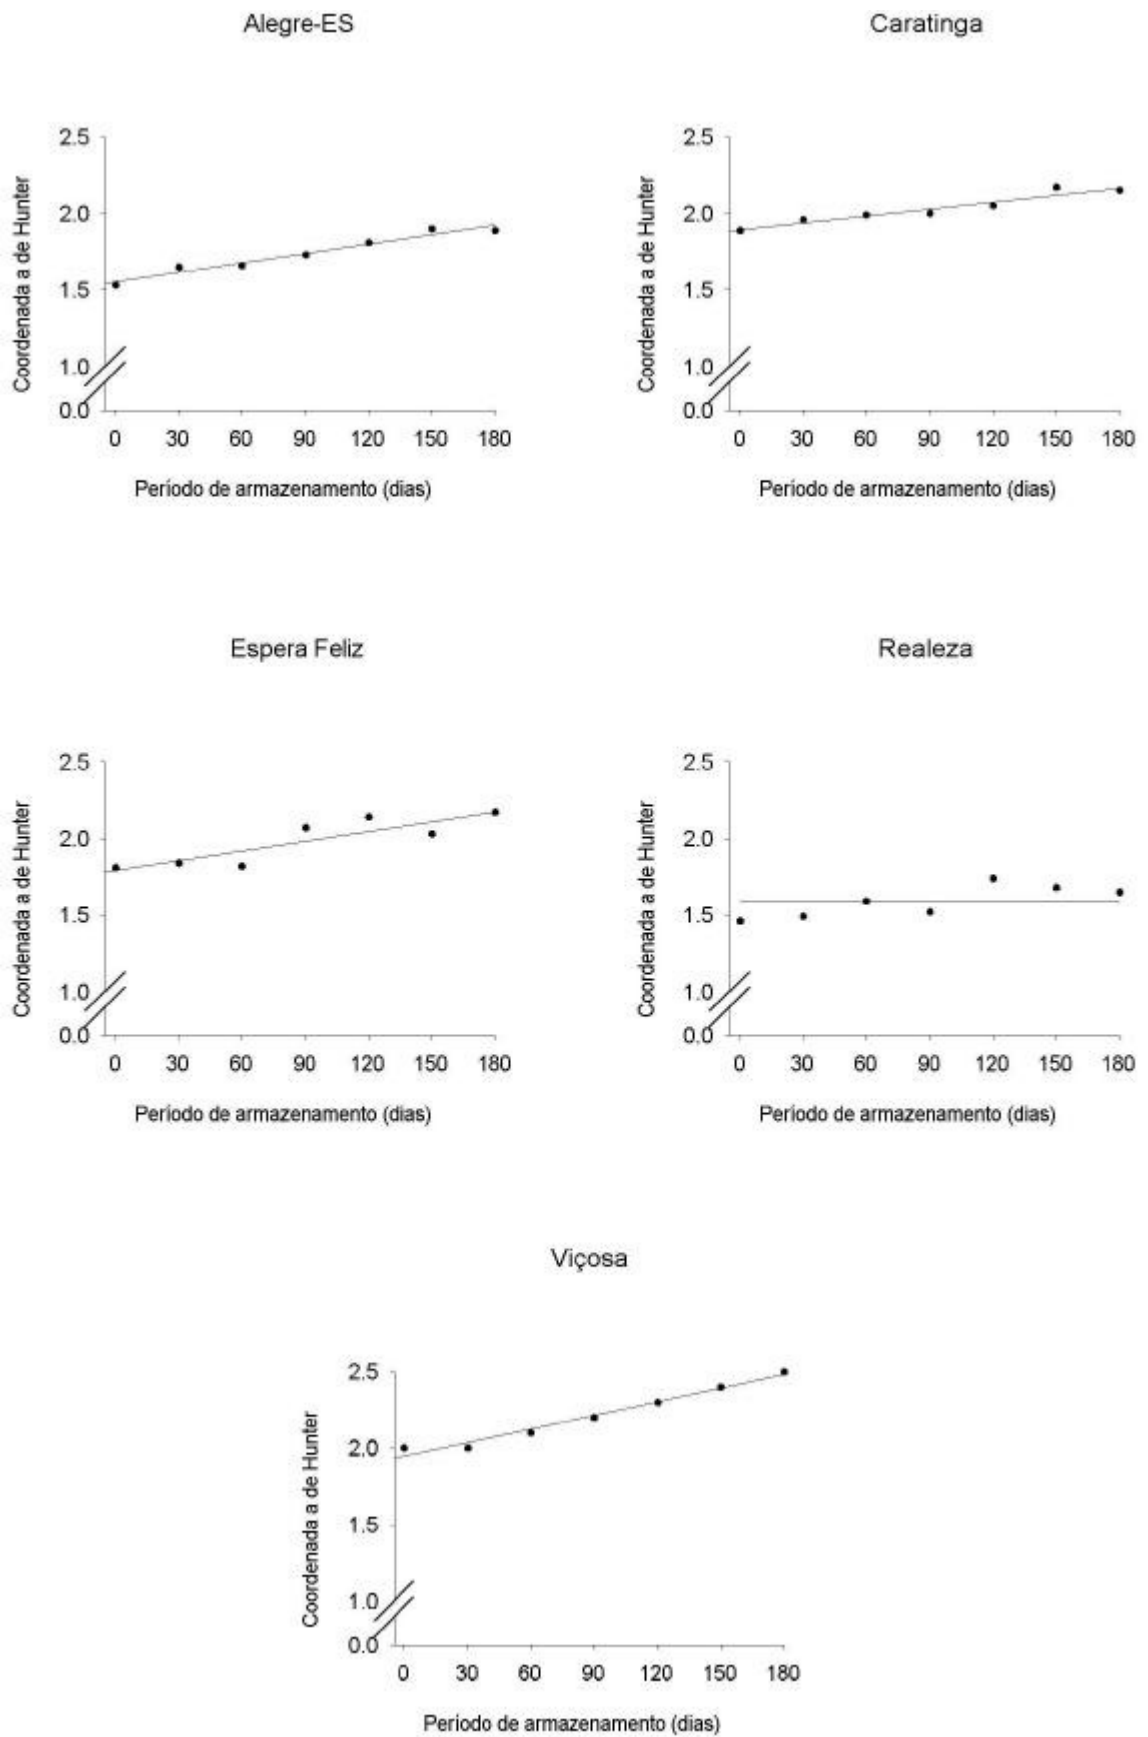 Alegre-ES
2.5
2.0
1.5
1.0
0.0
Coordenada a de Hunter
0 30 60 90 120 150 180
Período de armazenamento (dias)
Caratinga
2.5
2.0
1.5
1.0
0.0
Coordenada a de Hunter
0 30 60 90 120 150 180
Período de armazenamento (dias)
Espera Feliz
2.5
2.0
1.5
1.0
0.0
Coordenada a de Hunter
0 30 60 90 120 150 180
Período de armazenamento (dias)
Realeza
2.5
2.0
1.5
1.0
0.0
Coordenada a de Hunter
0 30 60 90 120 150 180
Período de armazenamento (dias)
Viçosa
2.5
2.0
1.5
1.0
0.0
Coordenada a de Hunter
0 30 60 90 120 150 180
Período de armazenamento (dias)